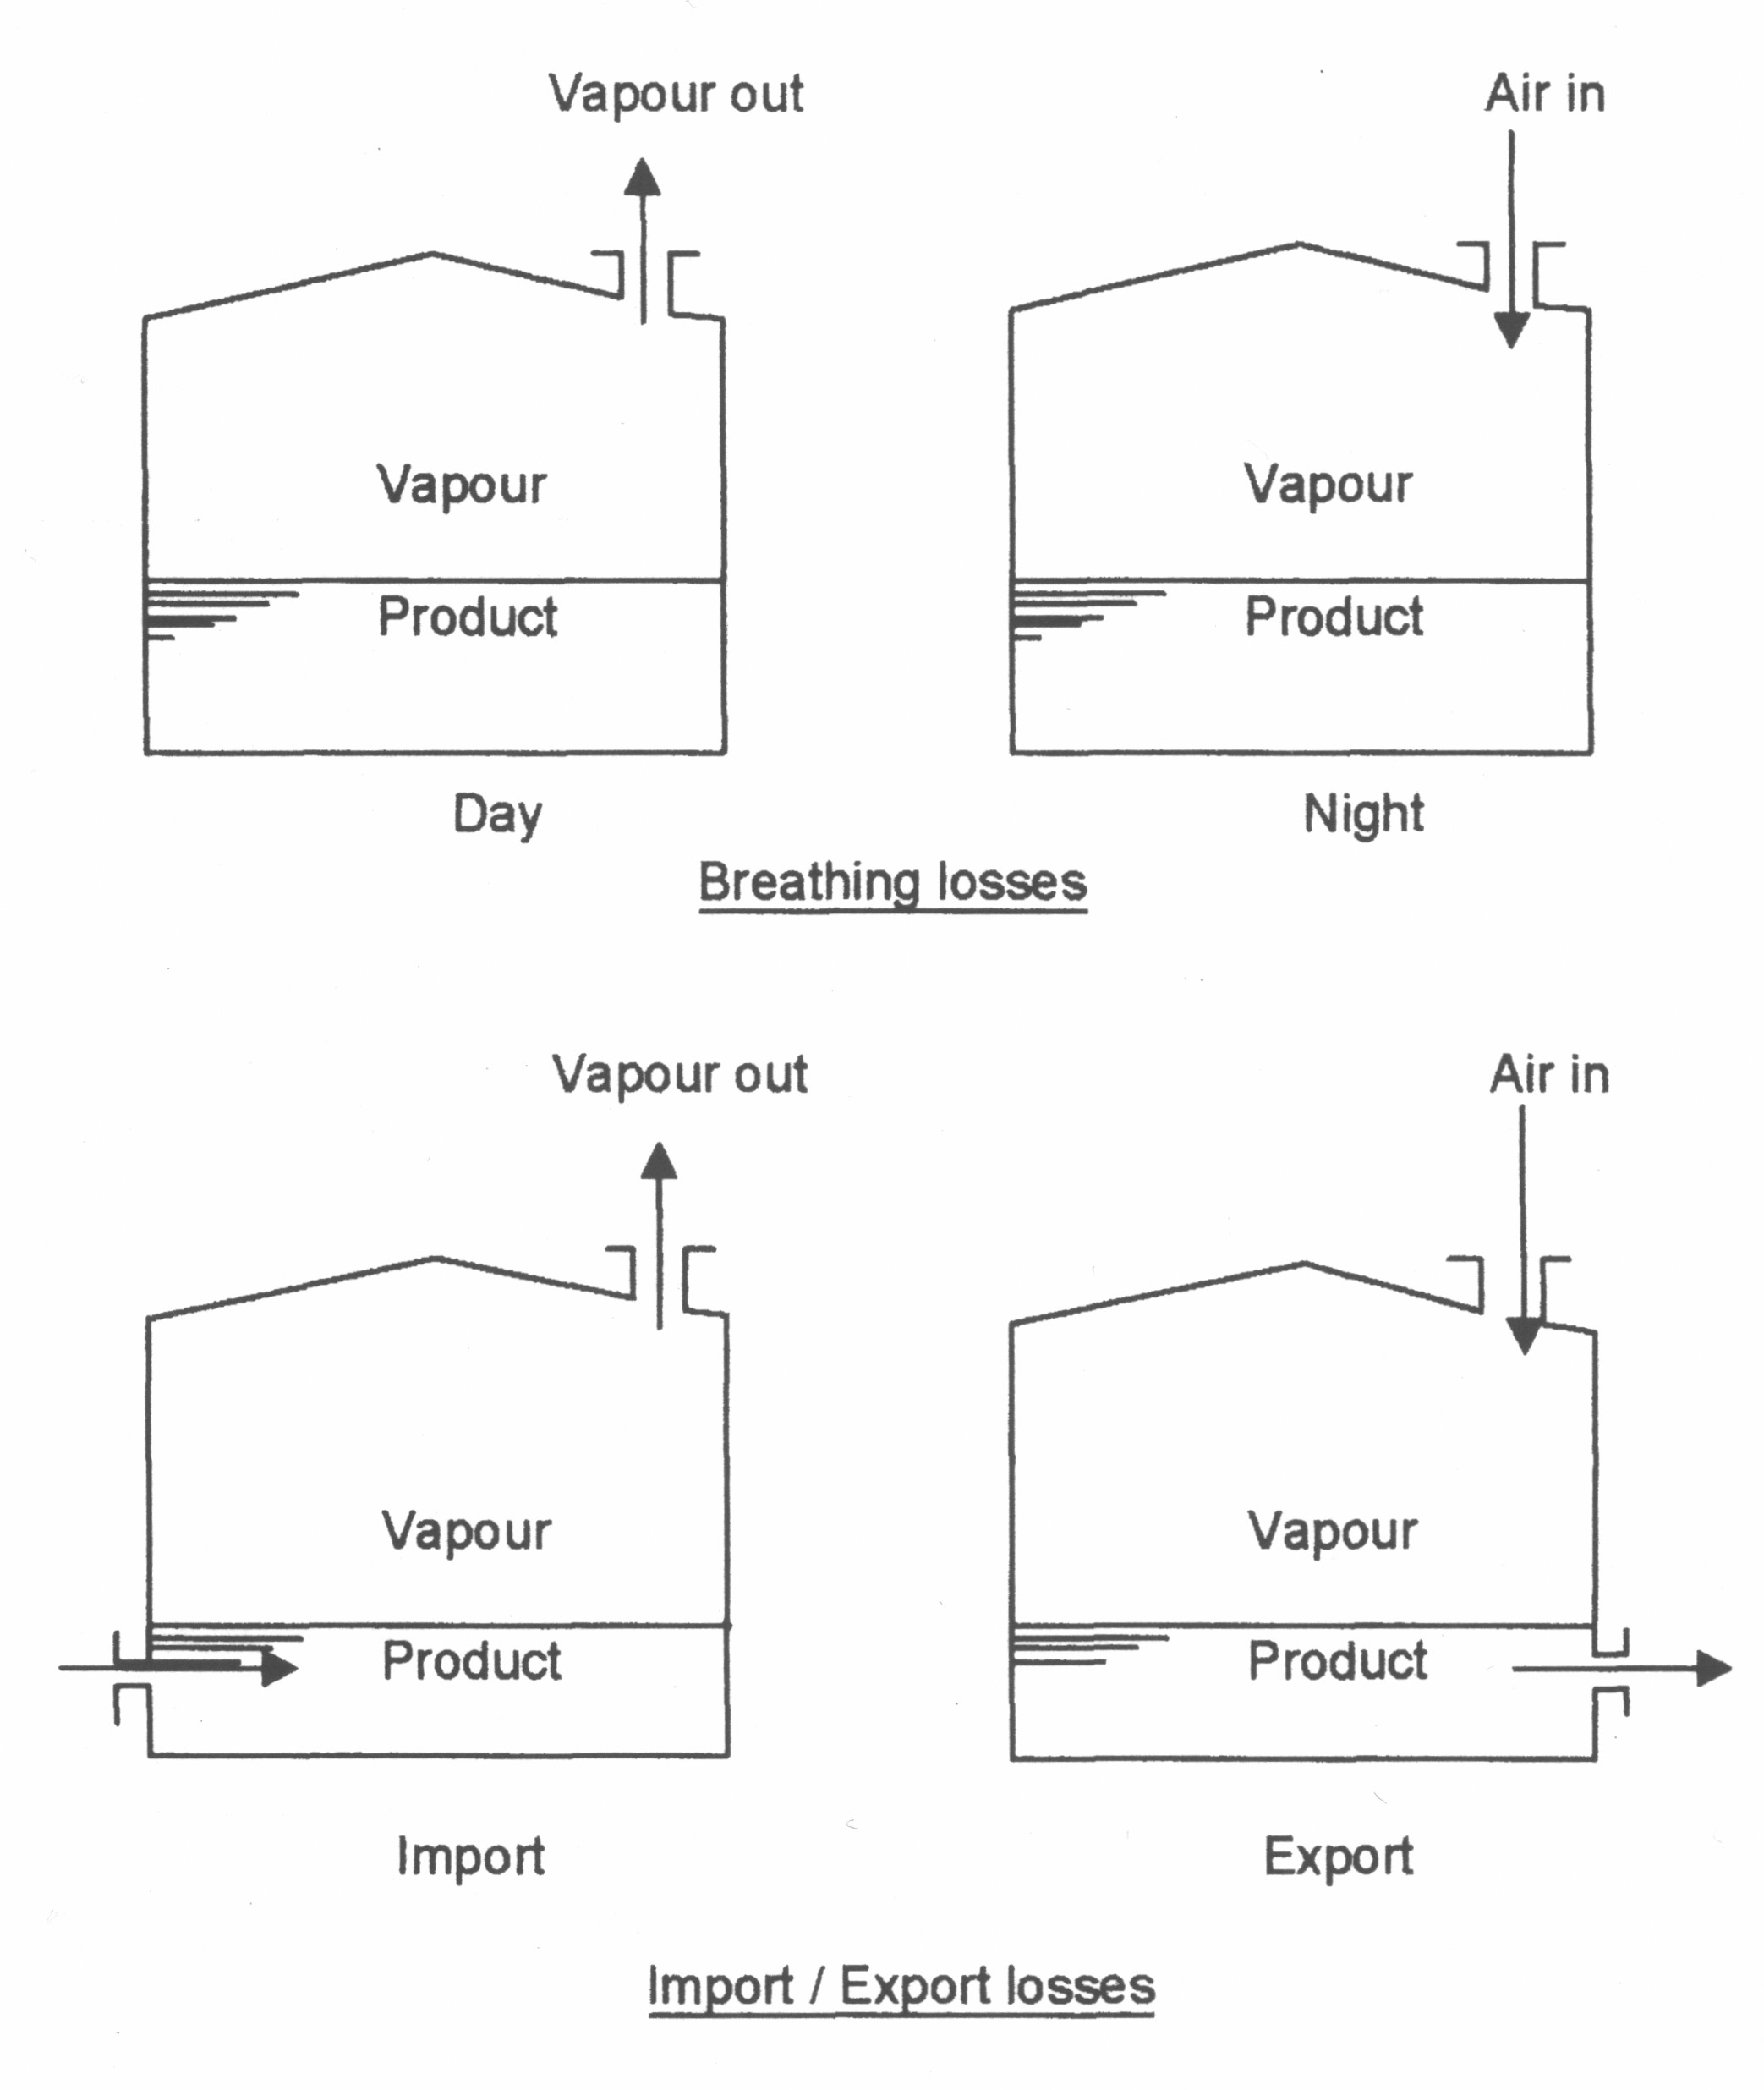 Vapour out Air in
Vapour Vapour
Product Product
Day Night
Breathing losses
Vapour out Air in
Vapour Vapour
Product Product
Import Export
Import / Export losses